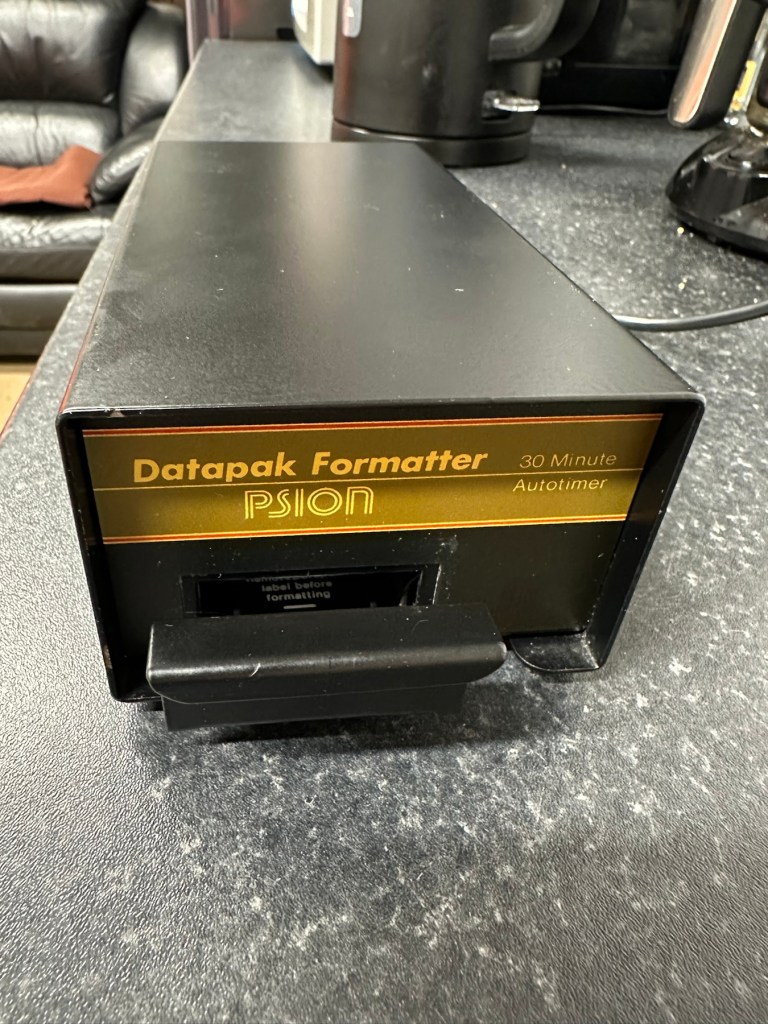 Datapak Formatter
30 Minute
Autotimer
PSION
label before
formatting